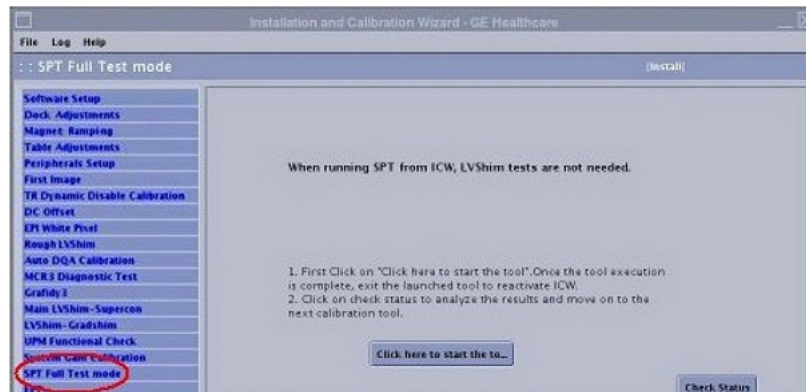 Installation and Calibration Wizard - GE Healthcare
File Log Help
: : SPT Full Test mode
[Install]
Software Setup
Dock Adjustments
Magnet Ramping
Table Adjustments
Peripherals Setup
First Image
TR Dynamic Disable Calibration
DC Offset
EPI White Pixel
Rough LVShim
Auto DQA Calibration
MCR3 Diagnostic Test
Grafidy3
Main LVShim-Supercon
LVShim-Gradshim
UPM Functional Check
System Gain Calibration
SPT Full Test mode
When running SPT from ICW, LVShim tests are not needed.
1. First Click on "Click here to start the tool".Once the tool execution
is complete, exit the launched tool to reactivate ICW.
2. Click on check status to analyze the results and move on to the
next calibration tool.
Click here to start the to...
Check Status